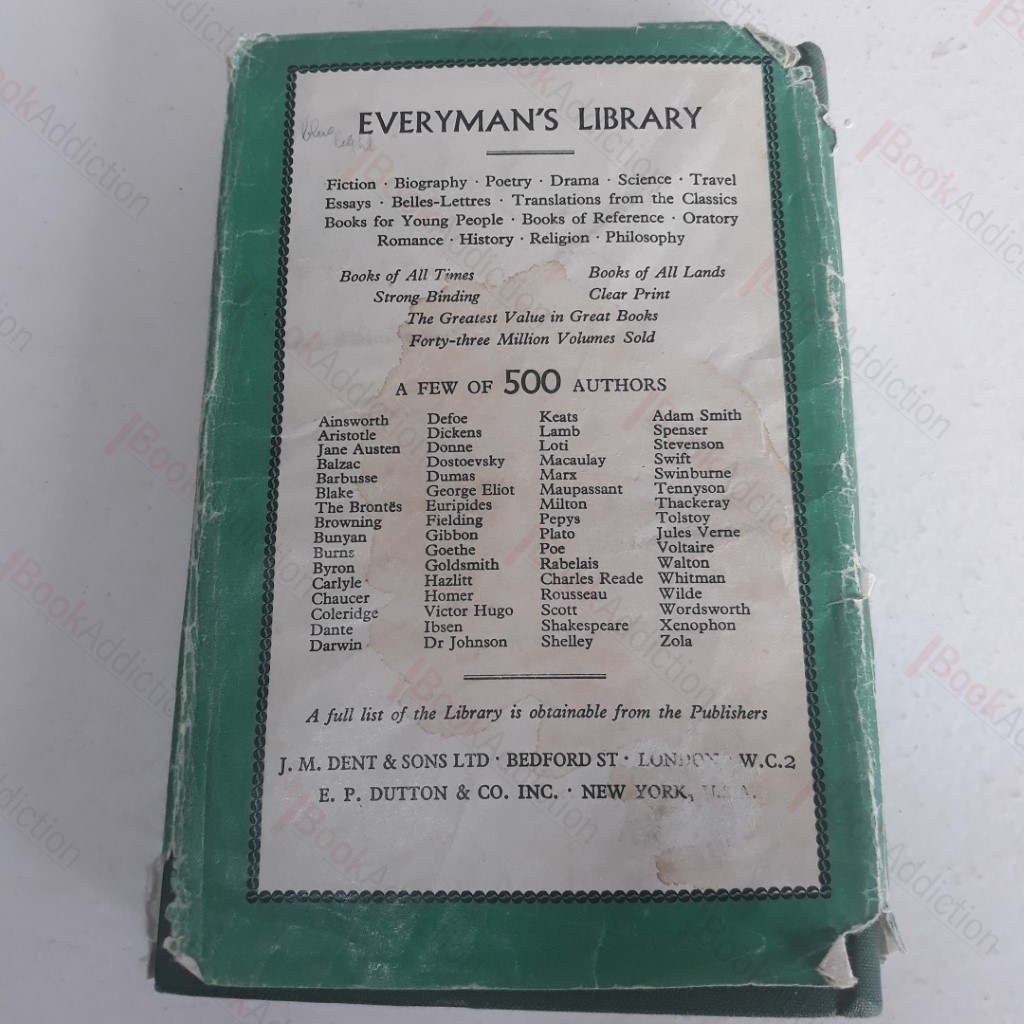 EVERYMAN'S LIBRARY
Fiction · Biography · Poetry · Drama · Science · Travel
Essays · Belles-Lettres · Translations from the Classics
Books for Young People · Books of Reference · Oratory
Romance · History · Religion · Philosophy
Books of All Times Books of All Lands
Strong Binding Clear Print
The Greatest Value in Great Books
Forty-three Million Volumes Sold
A FEW OF 500 AUTHORS
Ainsworth
Aristotle
Jane Austen
Balzac
Barbusse
Blake
The Brontës
Browning
Bunyan
Burns
Byron
Carlyle
Chaucer
Coleridge
Dante
Darwin
Defoe
Dickens
Donne
Dostoevsky
Dumas
George Eliot
Euripides
Fielding
Gibbon
Goethe
Goldsmith
Hazlitt
Homer
Victor Hugo
Ibsen
Dr Johnson
Keats
Lamb
Loti
Macaulay
Marx
Maupassant
Milton
Pepys
Plato
Poe
Rabelais
Charles Reade
Rousseau
Scott
Shakespeare
Shelley
Adam Smith
Spenser
Stevenson
Swift
Swinburne
Tennyson
Thackeray
Tolstoy
Jules Verne
Voltaire
Walton
Whitman
Wilde
Wordsworth
Xenophon
Zola
A full list of the Library is obtainable from the Publishers
J. M. DENT & SONS LTD · BEDFORD ST · LONDON · W.C.2
E. P. DUTTON & CO. INC. · NEW YORK, U.S.A.
BookAddiction